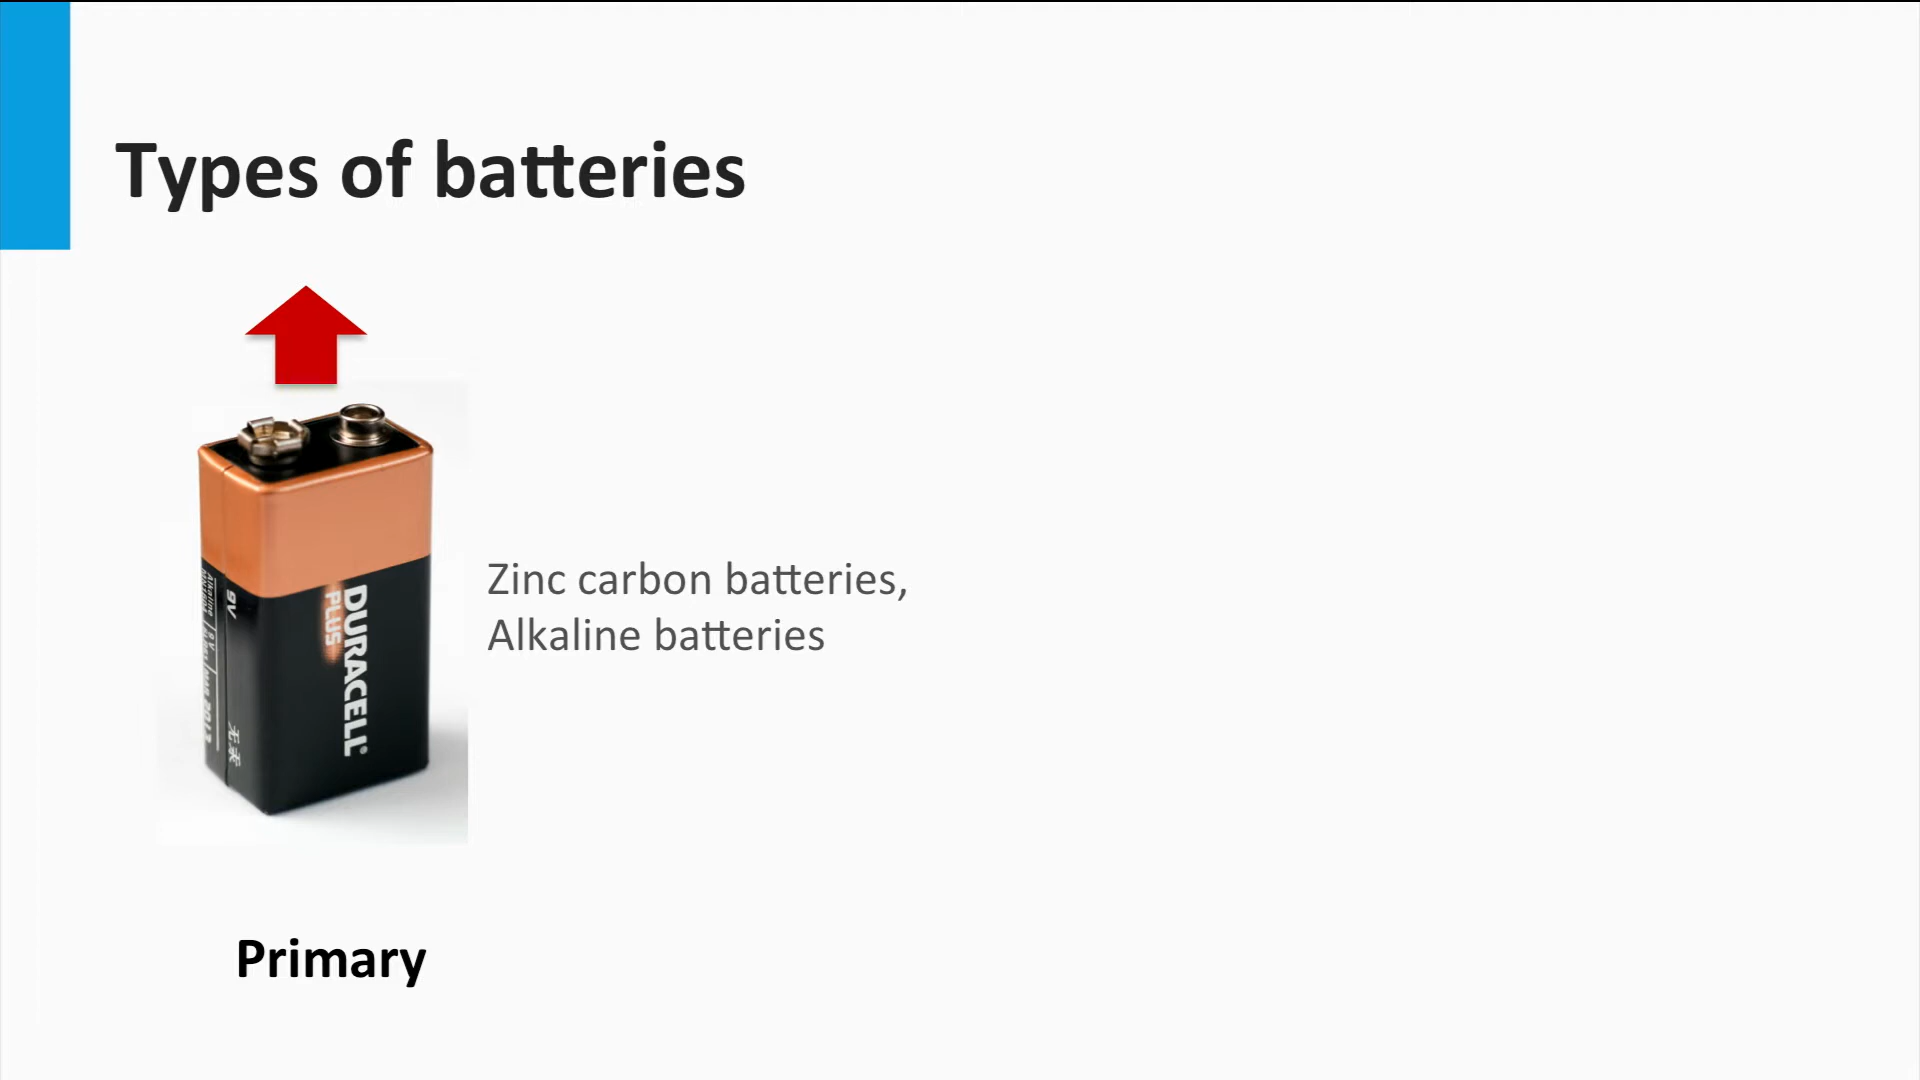 Types of batteries
Zinc carbon batteries,
Alkaline batteries
DURACELL®
PLUS
9V
Primary